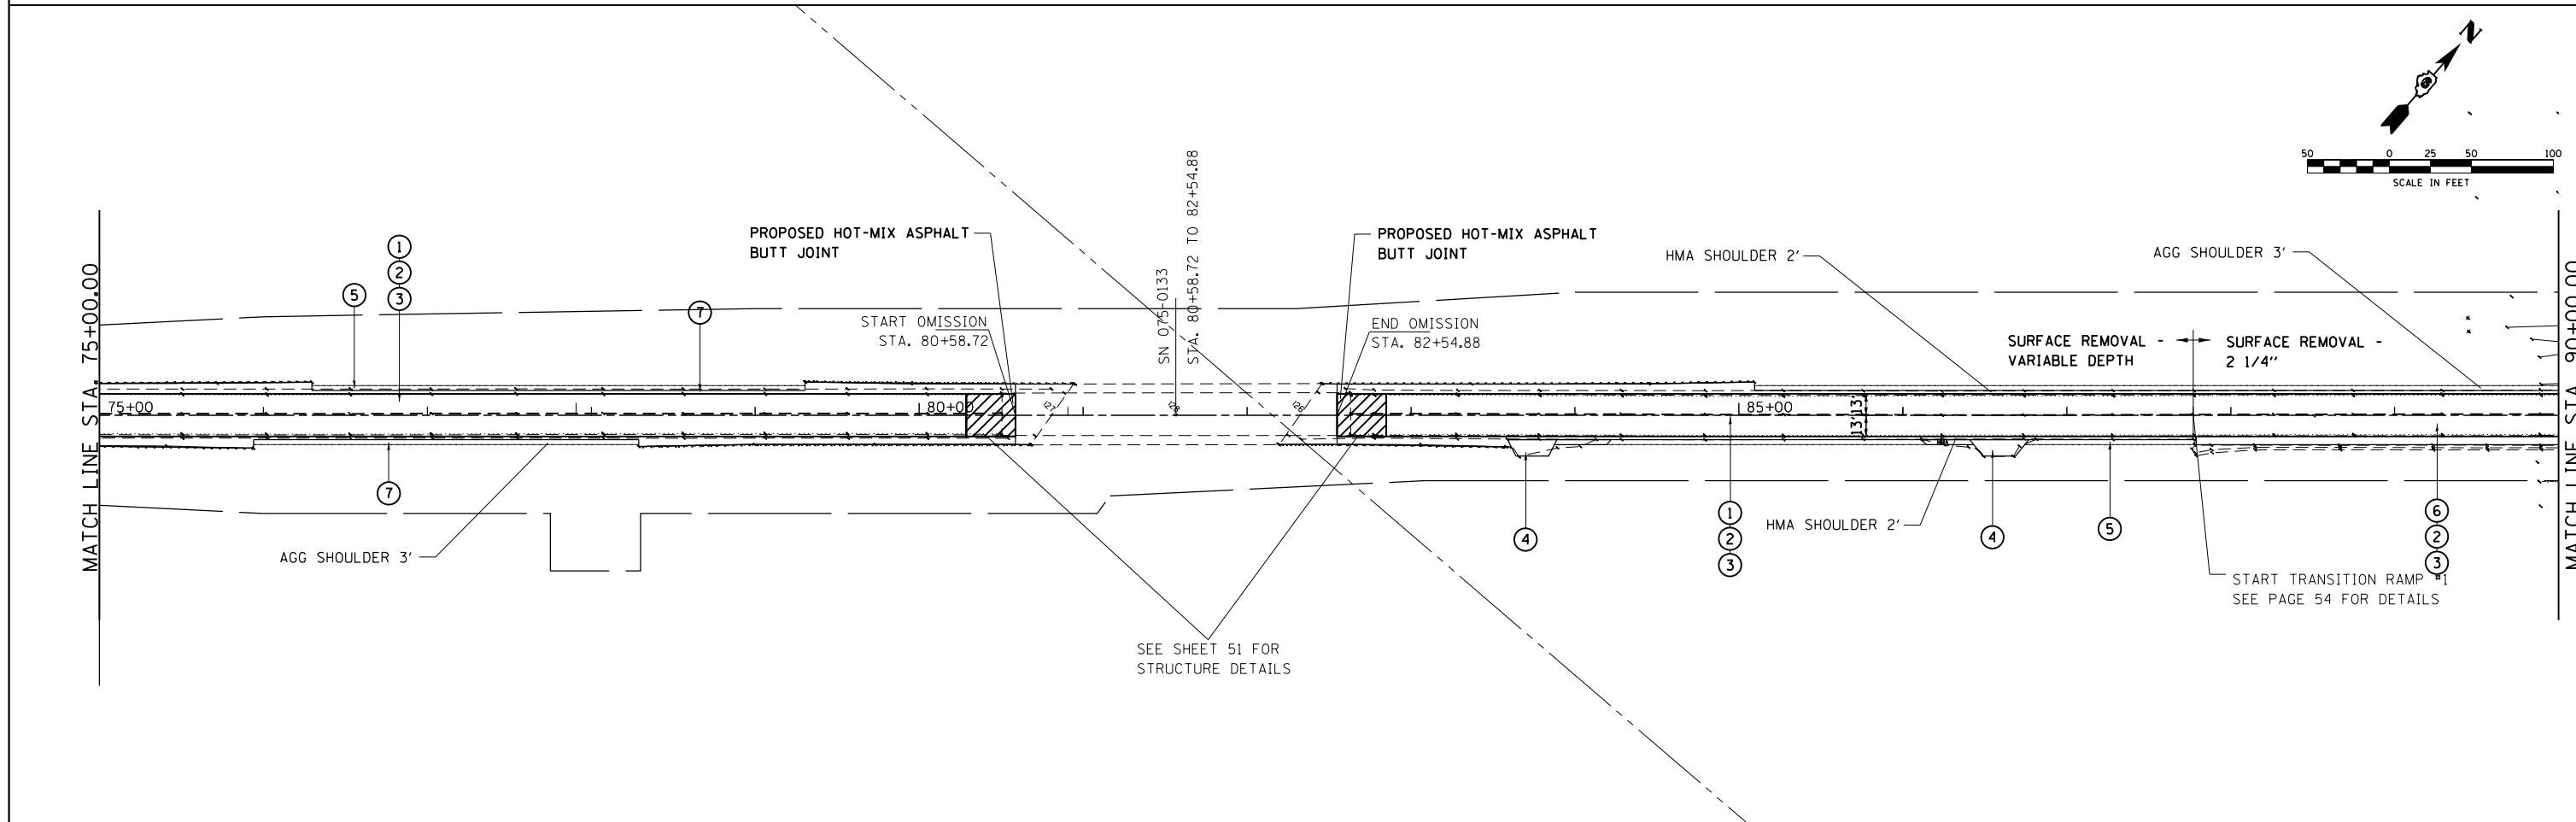 N
50 0 25 50 100
SCALE IN FEET
PROPOSED HOT-MIX ASPHALT
BUTT JOINT
PROPOSED HOT-MIX ASPHALT
BUTT JOINT
HMA SHOULDER 2'
AGG SHOULDER 3'
MATCH LINE STA. 75+00.00
1
2
3
5
7
START OMISSION
STA. 80+58.72
SN 075-0133
STA. 80+58.72 TO 82+54.88
END OMISSION
STA. 82+54.88
SURFACE REMOVAL -
VARIABLE DEPTH
SURFACE REMOVAL -
2 1/4"
MATCH LINE STA. 90+00.00
75+00
80+00
127
128
126
85+00
13'
13'
7
AGG SHOULDER 3'
4
1
2
3
HMA SHOULDER 2'
4
5
6
2
3
START TRANSITION RAMP #1
SEE PAGE 54 FOR DETAILS
SEE SHEET 51 FOR
STRUCTURE DETAILS